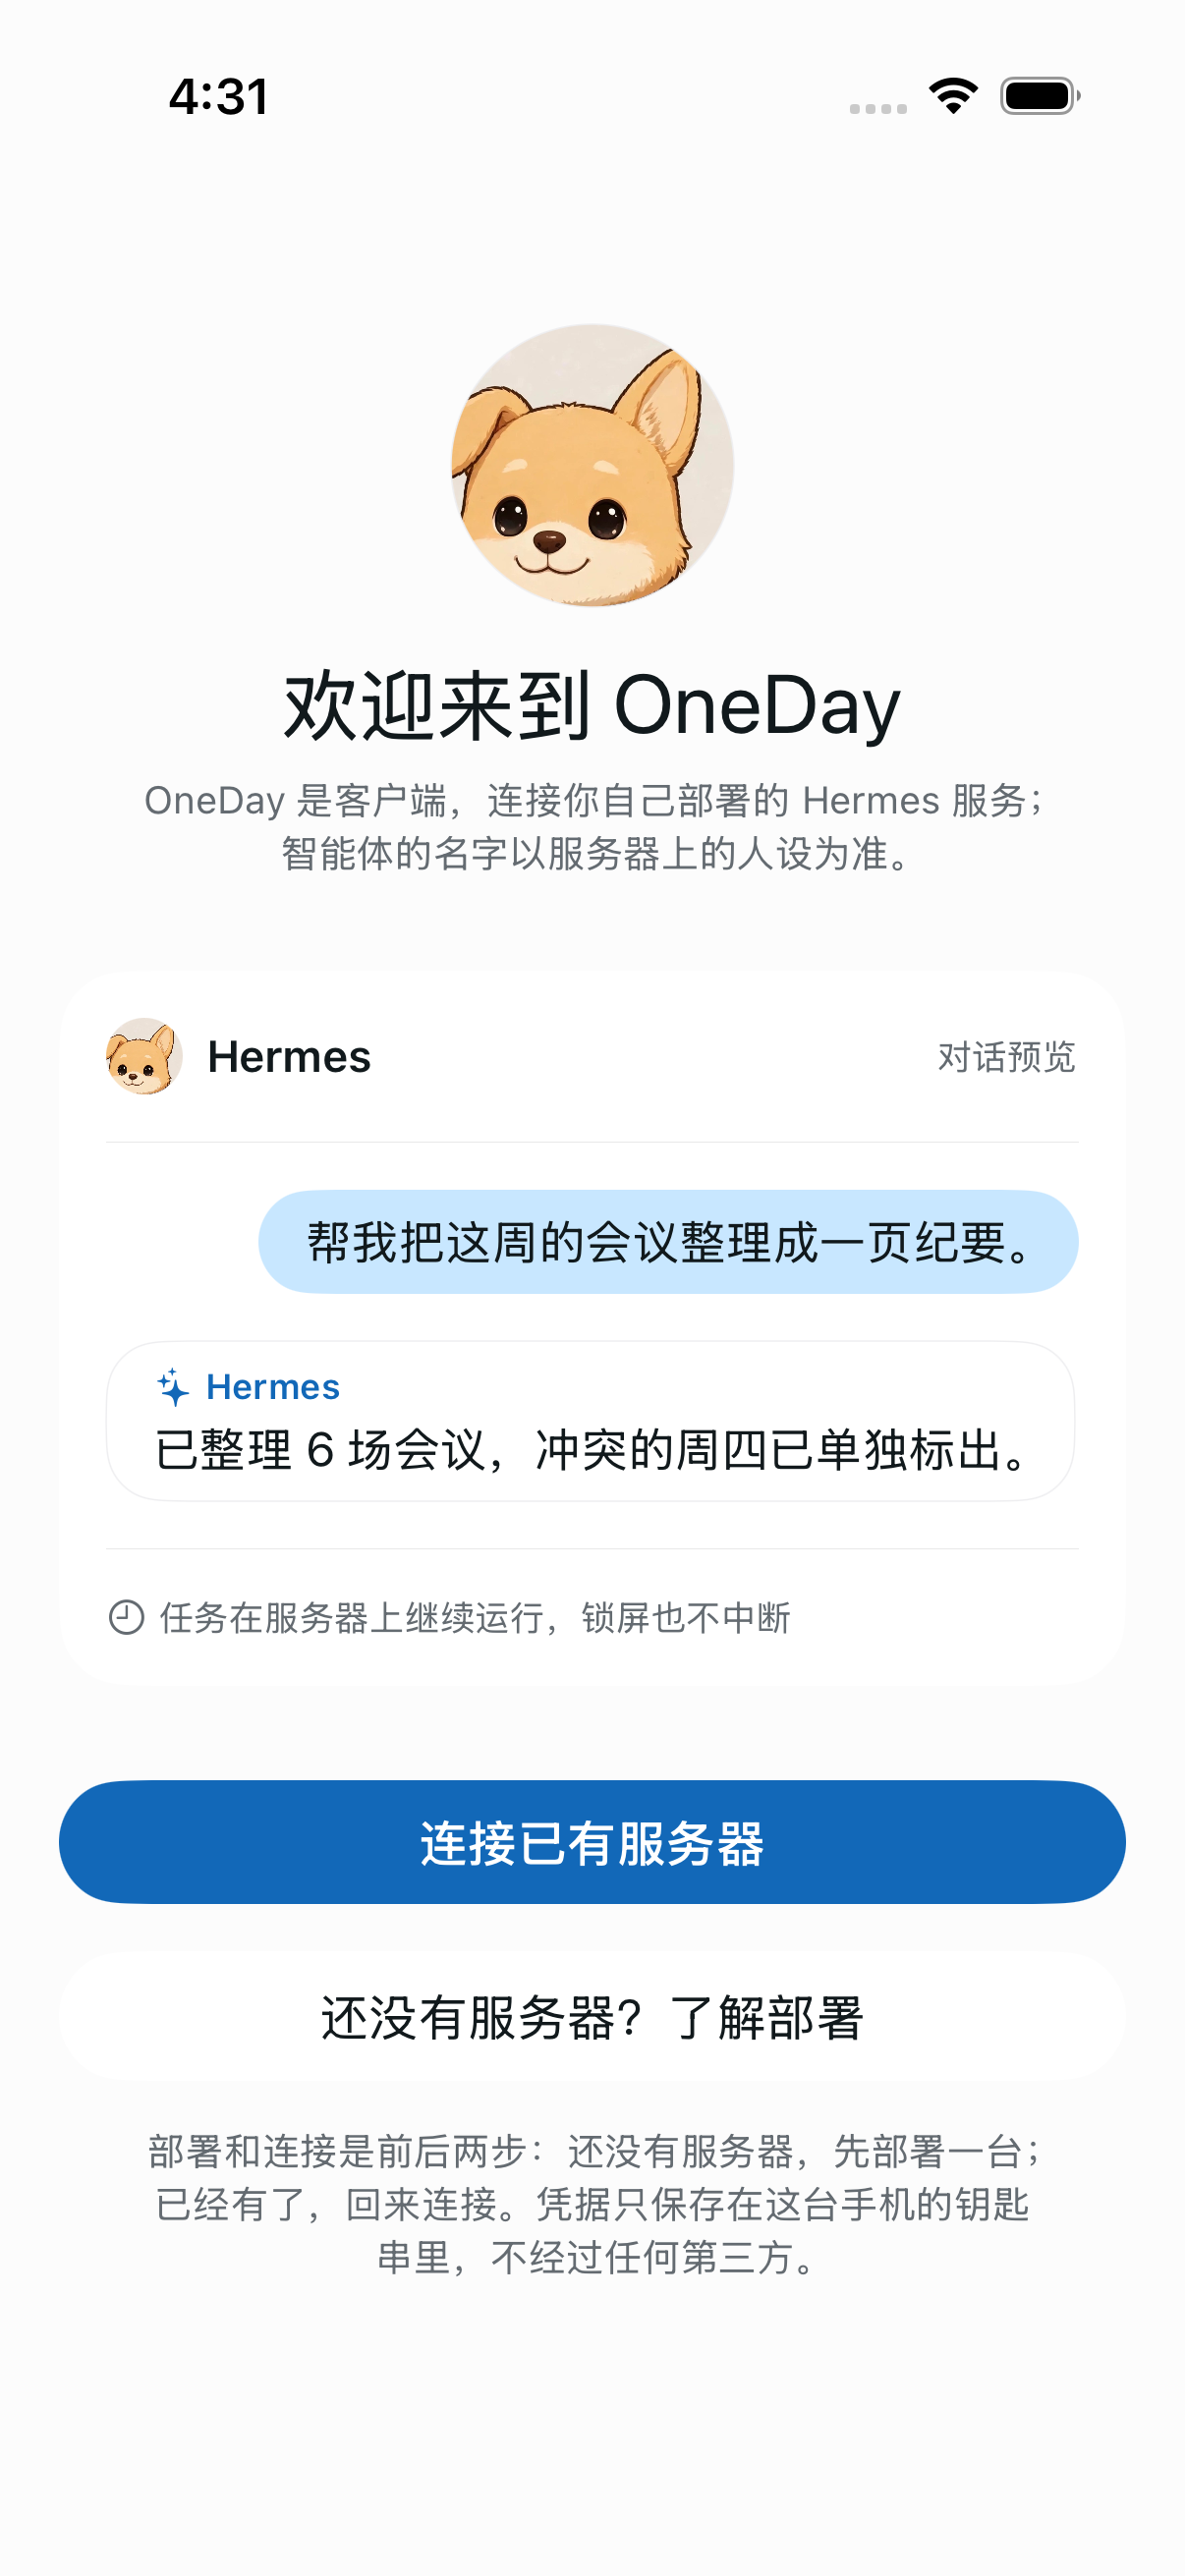 4:31
欢迎来到 OneDay
OneDay 是客户端，连接你自己部署的 Hermes 服务；
智能体的名字以服务器上的人设为准。
Hermes
对话预览
帮我把这周的会议整理成一页纪要。
Hermes
已整理 6 场会议，冲突的周四已单独标出。
任务在服务器上继续运行，锁屏也不中断
连接已有服务器
还没有服务器？了解部署
部署和连接是前后两步：还没有服务器，先部署一台；
已经有了，回来连接。凭据只保存在这台手机的钥匙
串里，不经过任何第三方。